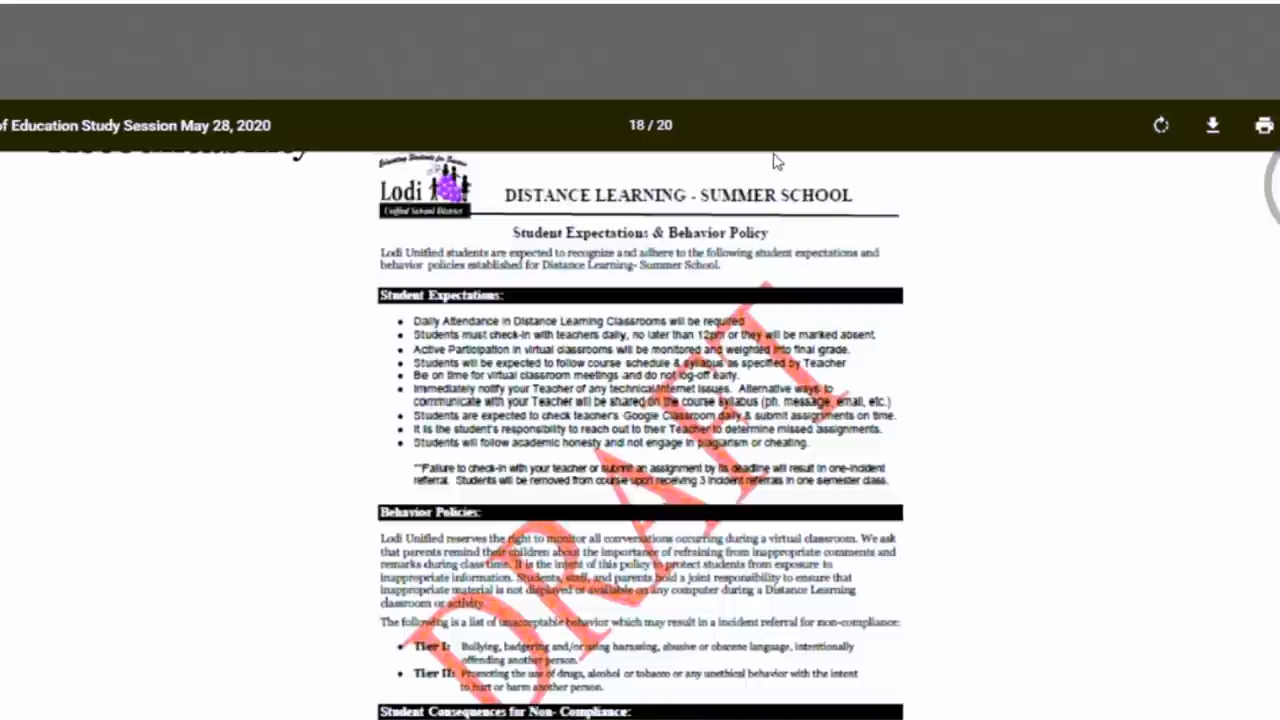 of Education Study Session May 28, 2020
18 / 20
Educating Students for Success
Lodi
Unified School District
DISTANCE LEARNING - SUMMER SCHOOL
Student Expectations & Behavior Policy
Lodi Unified students are expected to recognize and adhere to the following student expectations and
behavior policies established for Distance Learning- Summer School.
Student Expectations:
• Daily Attendance in Distance Learning Classrooms will be required
• Students must check-in with teachers daily, no later than 12pm or they will be marked absent.
• Active Participation in virtual classrooms will be monitored and weighted into final grade.
• Students will be expected to follow course schedule & syllabus as specified by Teacher
• Be on time for virtual classroom meetings and do not log-off early.
• Immediately notify your Teacher of any technical/internet issues. Alternative ways to
communicate with your Teacher will be shared on the course syllabus (ph. message, email, etc.)
• Students are expected to check teacher's Google Classroom daily & submit assignments on time.
• It is the student's responsibility to reach out to their Teacher to determine missed assignments.
• Students will follow academic honesty and not engage in plagiarism or cheating.
**Failure to check-in with your teacher or submit an assignment by its deadline will result in one-incident
referral. Students will be removed from course upon receiving 3 incident referrals in one semester class.
Behavior Policies:
Lodi Unified reserves the right to monitor all conversations occurring during a virtual classroom. We ask
that parents remind their children about the importance of refraining from inappropriate comments and
remarks during class time. It is the intent of this policy to protect students from exposure to
inappropriate information. Students, staff, and parents hold a joint responsibility to ensure that
inappropriate material is not displayed or available on any computer during a Distance Learning
classroom or activity.
The following is a list of unacceptable behavior which may result in a incident referral for non-compliance:
• Tier I: Bullying, badgering and/or using harassing, abusive or obscene language, intentionally
offending another person.
• Tier II: Promoting the use of drugs, alcohol or tobacco or any unethical behavior with the intent
to hurt or harm another person.
Student Consequences for Non- Compliance:
DRAFT